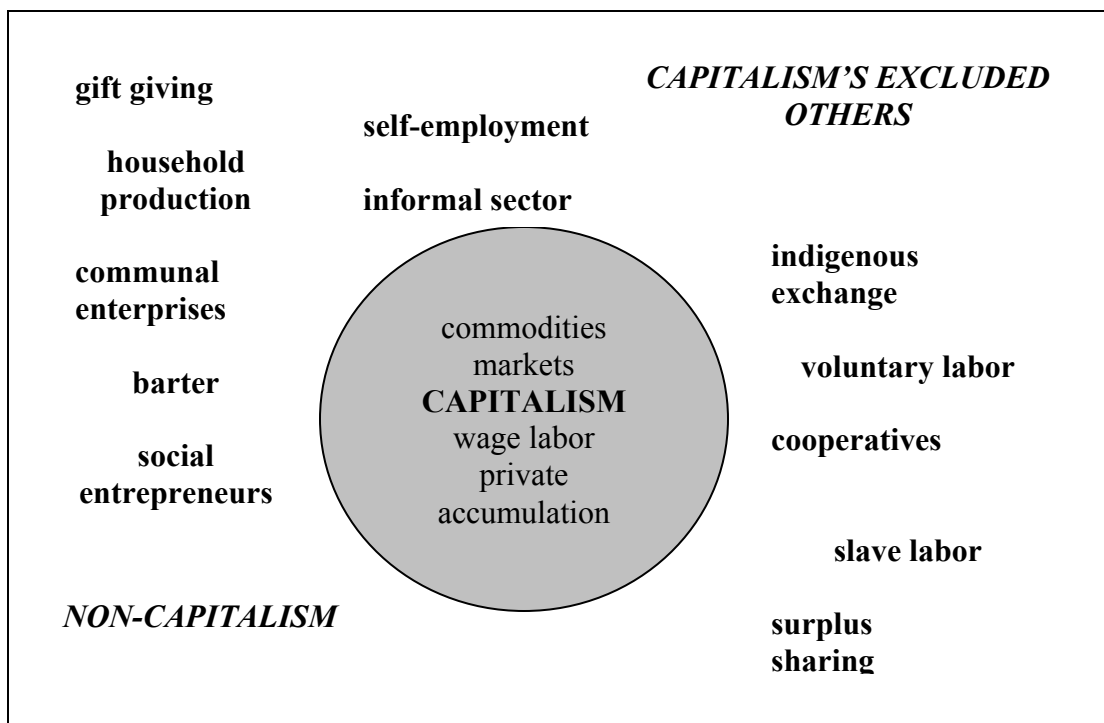 gift giving
CAPITALISM’S EXCLUDED
OTHERS
self-employment
household
production
informal sector
communal
enterprises
indigenous
exchange
commodities
markets
CAPITALISM
wage labor
private
accumulation
barter
voluntary labor
social
entrepreneurs
cooperatives
slave labor
NON-CAPITALISM
surplus
sharing